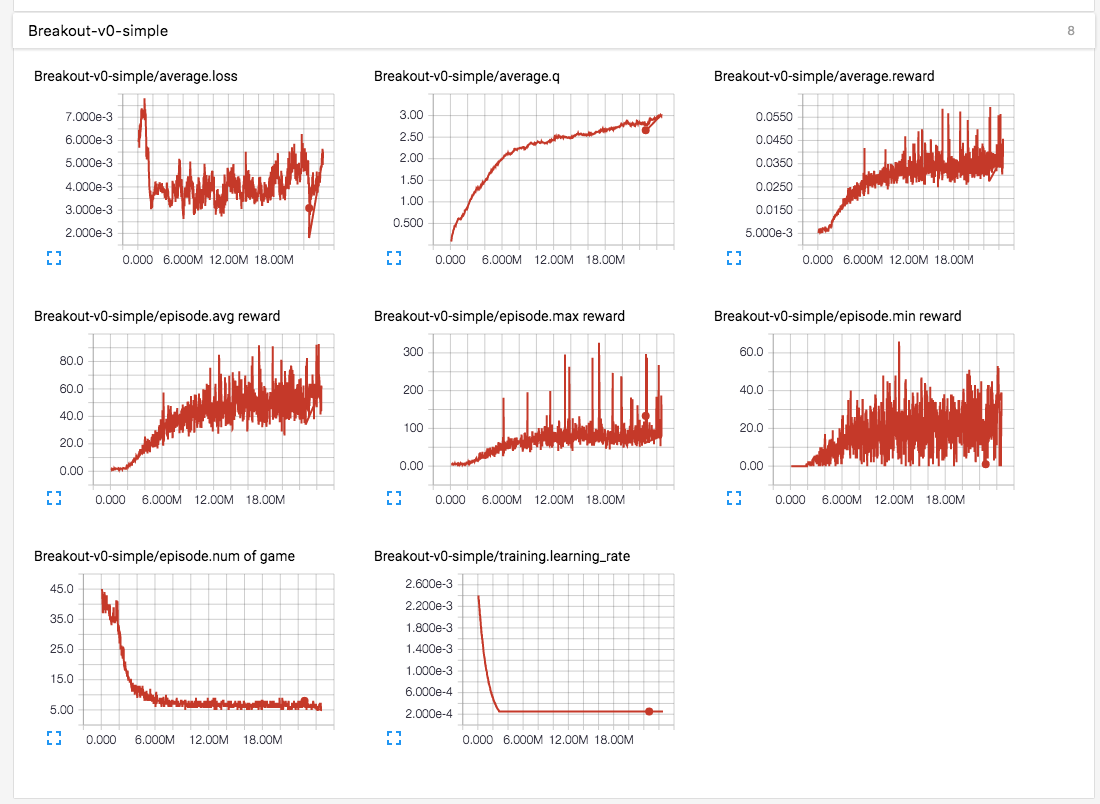 Breakout-v0-simple 8
Breakout-v0-simple/average.loss
7.000e-3
6.000e-3
5.000e-3
4.000e-3
3.000e-3
2.000e-3
0.000 6.000M 12.00M 18.00M
Breakout-v0-simple/average.q
3.00
2.50
2.00
1.50
1.00
0.500
0.000 6.000M 12.00M 18.00M
Breakout-v0-simple/average.reward
0.0550
0.0450
0.0350
0.0250
0.0150
5.000e-3
0.000 6.000M 12.00M 18.00M
Breakout-v0-simple/episode.avg reward
80.0
60.0
40.0
20.0
0.00
0.000 6.000M 12.00M 18.00M
Breakout-v0-simple/episode.max reward
300
200
100
0.00
0.000 6.000M 12.00M 18.00M
Breakout-v0-simple/episode.min reward
60.0
40.0
20.0
0.00
0.000 6.000M 12.00M 18.00M
Breakout-v0-simple/episode.num of game
45.0
35.0
25.0
15.0
5.00
0.000 6.000M 12.00M 18.00M
Breakout-v0-simple/training.learning_rate
2.600e-3
2.200e-3
1.800e-3
1.400e-3
1.000e-3
6.000e-4
2.000e-4
0.000 6.000M 12.00M 18.00M